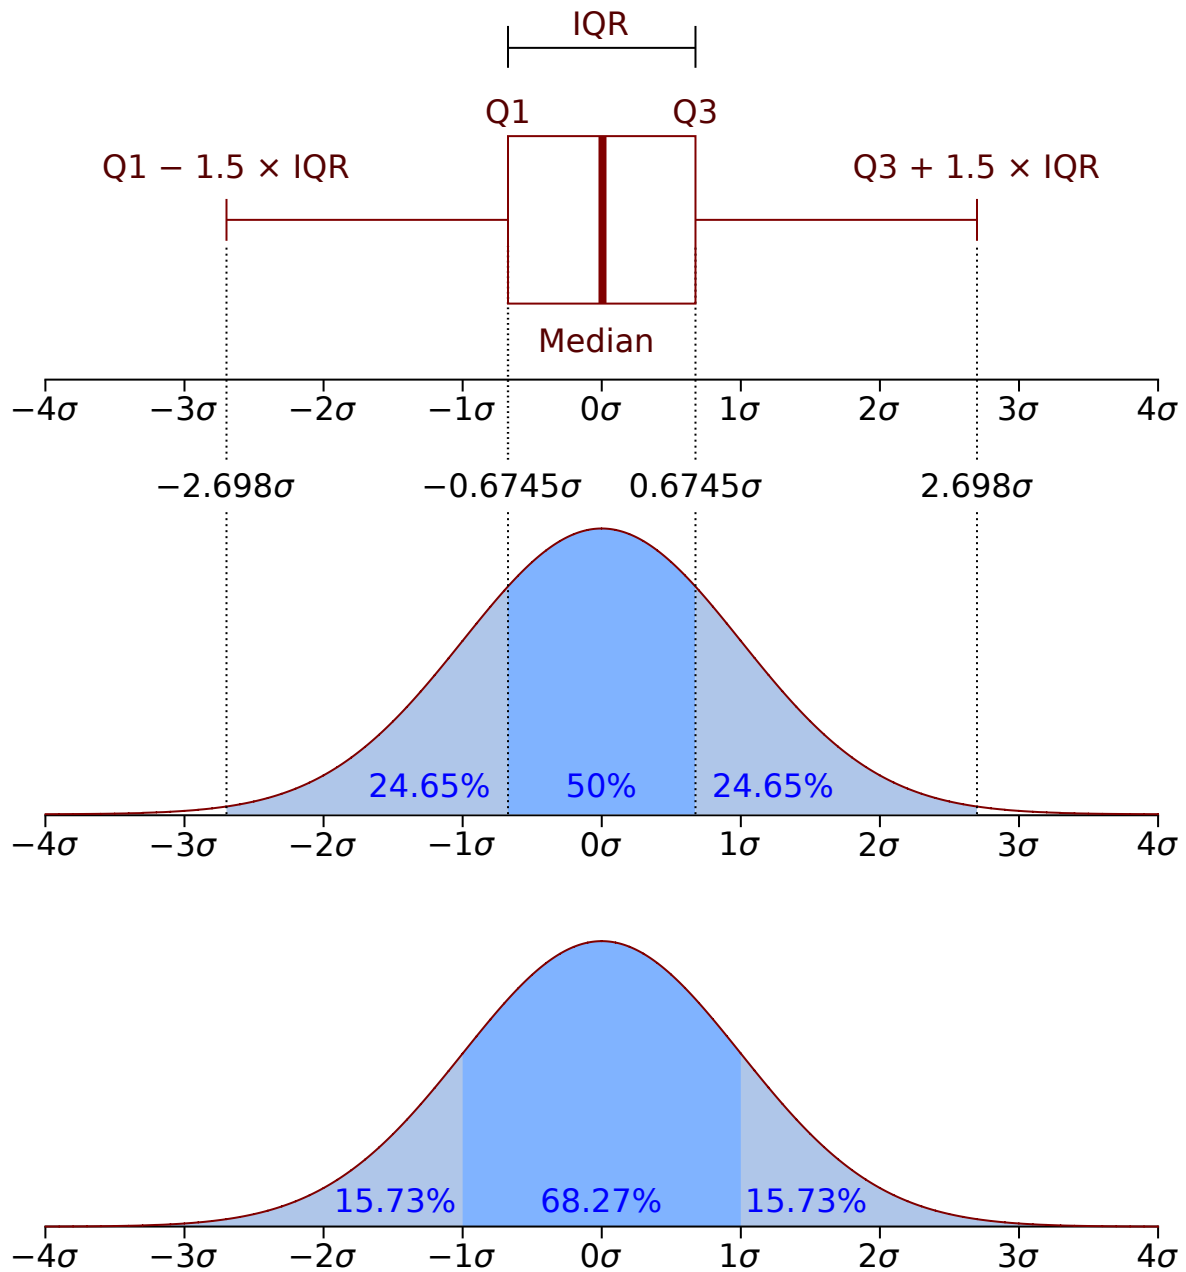 IQR
Q1 Q3
Q1 − 1.5 × IQR Q3 + 1.5 × IQR
Median
−4σ −3σ −2σ −1σ 0σ 1σ 2σ 3σ 4σ
−2.698σ −0.6745σ 0.6745σ 2.698σ
24.65% 50% 24.65%
−4σ −3σ −2σ −1σ 0σ 1σ 2σ 3σ 4σ
15.73% 68.27% 15.73%
−4σ −3σ −2σ −1σ 0σ 1σ 2σ 3σ 4σ